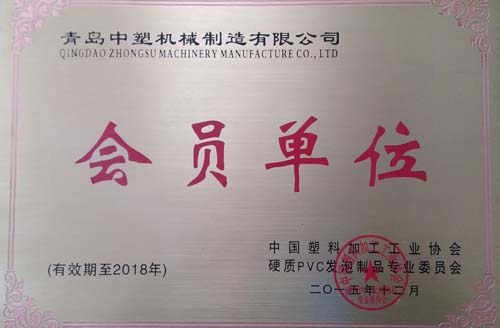 青岛中塑机械制造有限公司
QINGDAO ZHONGSU MACHINERY MANUFACTURE CO., LTD
会员单位
中国塑料加工工业协会
硬质PVC发泡制品专业委员会
(有效期至2018年)
二〇一五年十二月